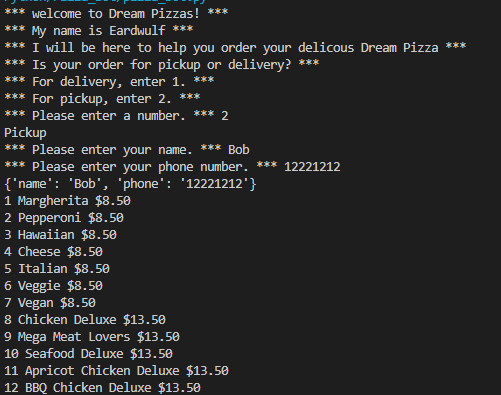 *** welcome to Dream Pizzas! ***
*** My name is Eardwulf ***
*** I will be here to help you order your delicous Dream Pizza ***
*** Is your order for pickup or delivery? ***
*** For delivery, enter 1. ***
*** For pickup, enter 2. ***
*** Please enter a number. *** 2
Pickup
*** Please enter your name. *** Bob
*** Please enter your phone number. *** 12221212
{'name': 'Bob', 'phone': '12221212'}
1 Margherita $8.50
2 Pepperoni $8.50
3 Hawaiian $8.50
4 Cheese $8.50
5 Italian $8.50
6 Veggie $8.50
7 Vegan $8.50
8 Chicken Deluxe $13.50
9 Mega Meat Lovers $13.50
10 Seafood Deluxe $13.50
11 Apricot Chicken Deluxe $13.50
12 BBQ Chicken Deluxe $13.50